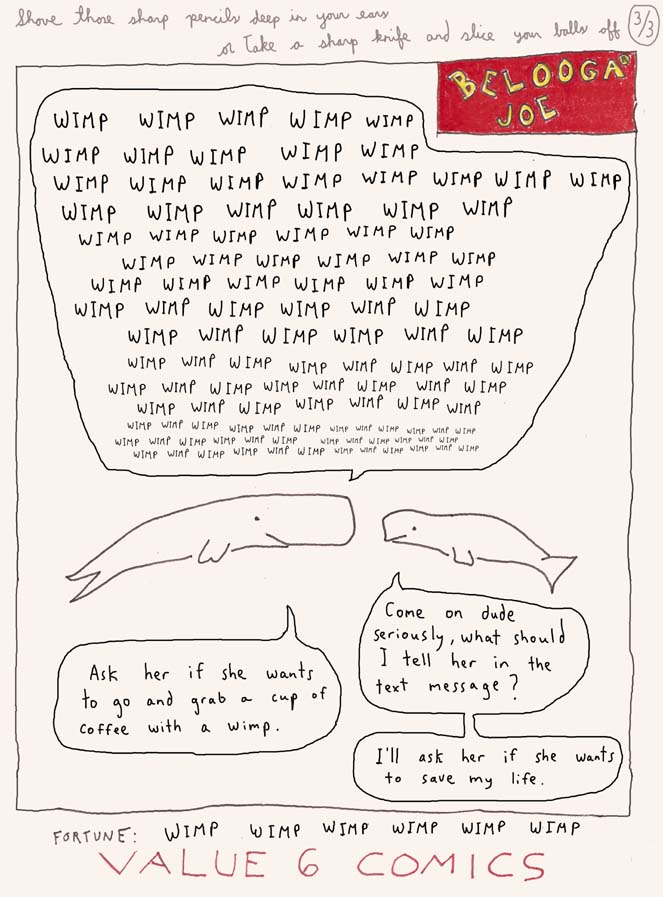 Shove those sharp pencils deep in your ears
or Take a sharp knife and slice your balls off 3/3
BELOOGA
JOE
WIMP WIMP WIMP WIMP WIMP
WIMP WIMP WIMP WIMP WIMP
WIMP WIMP WIMP WIMP WIMP WIMP WIMP WIMP
WIMP WIMP WIMP WIMP WIMP WIMP
WIMP WIMP WIMP WIMP WIMP WIMP
WIMP WIMP WIMP WIMP WIMP WIMP
WIMP WIMP WIMP WIMP WIMP WIMP
WIMP WIMP WIMP WIMP WIMP WIMP
WIMP WIMP WIMP WIMP WIMP WIMP
WIMP WIMP WIMP WIMP WIMP WIMP WIMP WIMP
WIMP WIMP WIMP WIMP WIMP WIMP WIMP WIMP
WIMP WIMP WIMP WIMP WIMP WIMP WIMP
WIMP WIMP WIMP WIMP WIMP WIMP WIMP WIMP WIMP WIMP WIMP
WIMP WIMP WIMP WIMP WIMP WIMP WIMP WIMP WIMP WIMP WIMP WIMP
WIMP WIMP WIMP WIMP WIMP WIMP WIMP WIMP WIMP WIMP WIMP
Ask her if she wants
to go and grab a cup of
coffee with a wimp.
Come on dude
seriously, what should
I tell her in the
text message?
I'll ask her if she wants
to save my life.
FORTUNE: WIMP WIMP WIMP WIMP WIMP WIMP
VALUE 6 COMICS